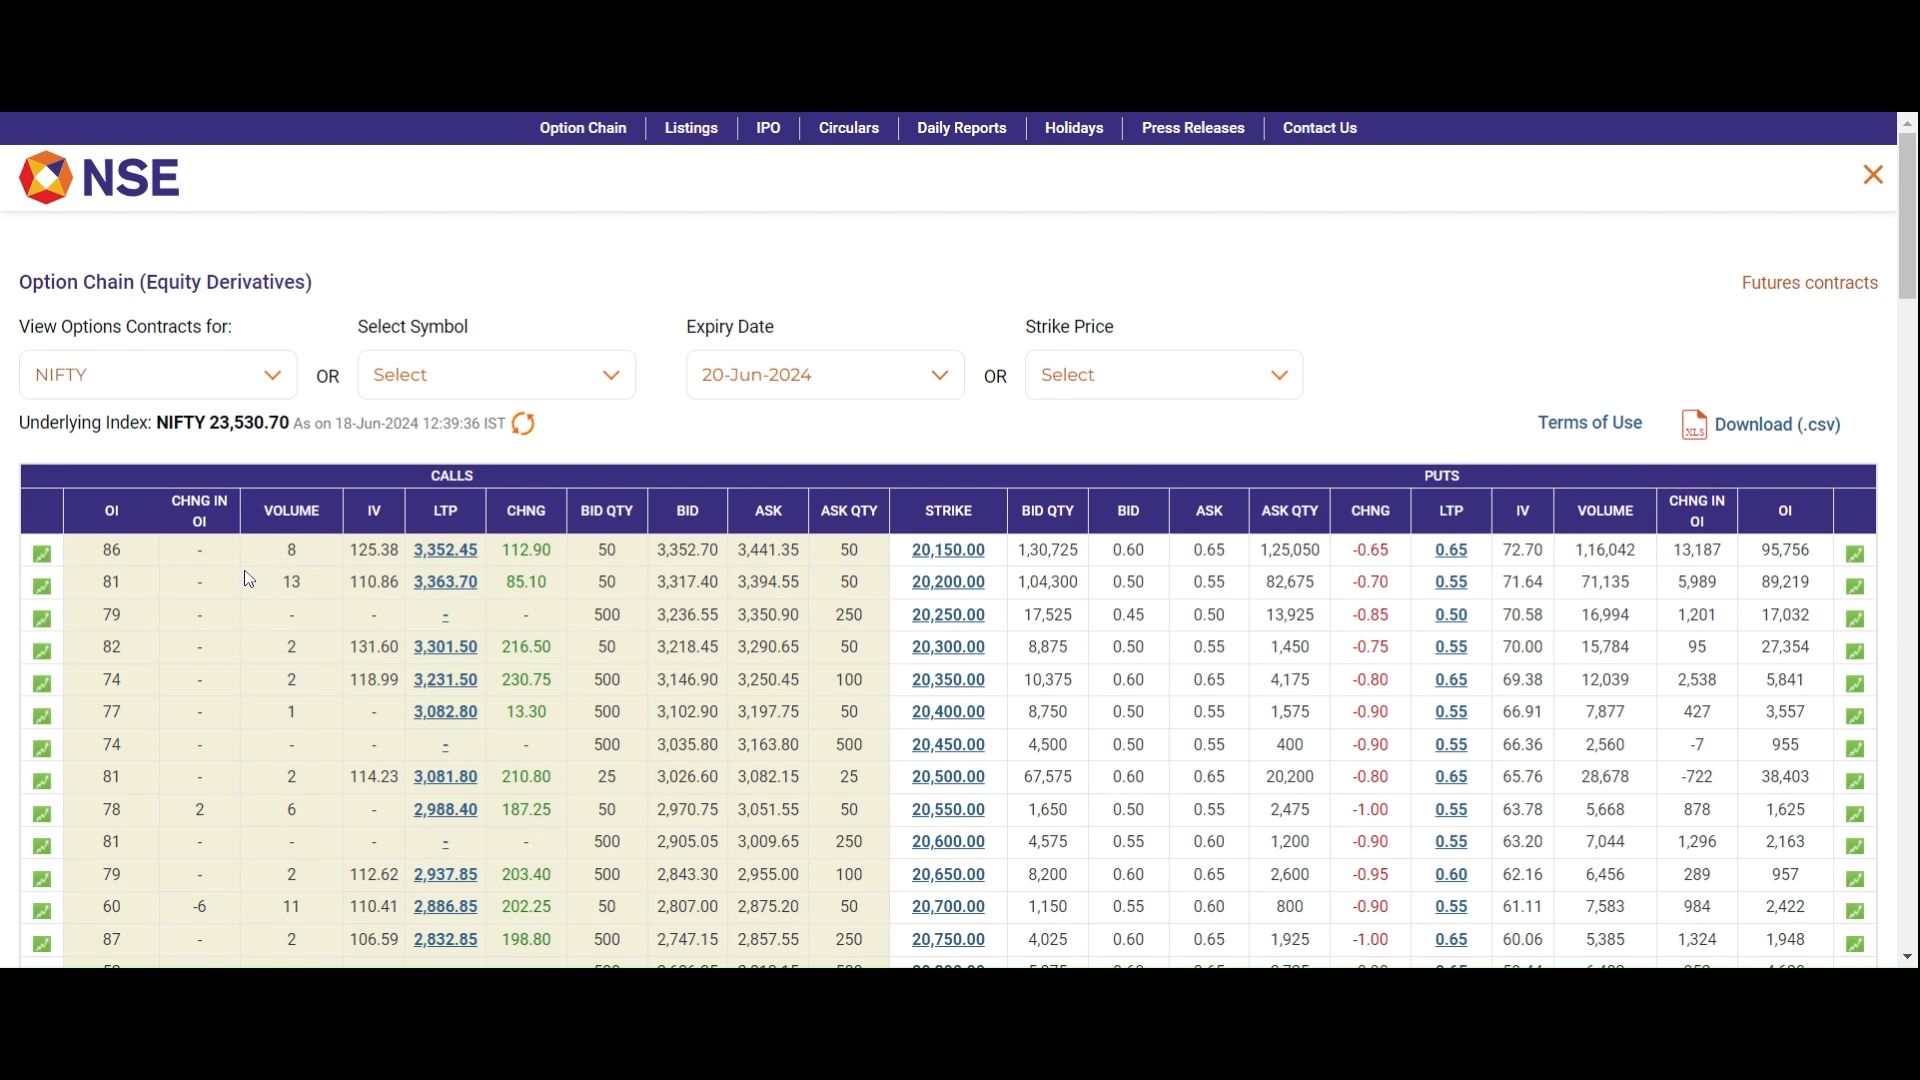 Option Chain Listings IPO Circulars Daily Reports Holidays Press Releases Contact Us
NSE
Option Chain (Equity Derivatives) Futures contracts
View Options Contracts for: Select Symbol Expiry Date Strike Price
NIFTY OR Select 20-Jun-2024 OR Select
Underlying Index: NIFTY 23,530.70 As on 18-Jun-2024 12:39:36 IST Terms of Use XLS Download (.csv)
CALLS PUTS
OI CHNG IN OI VOLUME IV LTP CHNG BID QTY BID ASK ASK QTY STRIKE BID QTY BID ASK ASK QTY CHNG LTP IV VOLUME CHNG IN OI OI
86 - 8 125.38 3,352.45 112.90 50 3,352.70 3,441.35 50 20,150.00 1,30,725 0.60 0.65 1,25,050 -0.65 0.65 72.70 1,16,042 13,187 95,756
81 - 13 110.86 3,363.70 85.10 50 3,317.40 3,394.55 50 20,200.00 1,04,300 0.50 0.55 82,675 -0.70 0.55 71.64 71,135 5,989 89,219
79 - - - - - 500 3,236.55 3,350.90 250 20,250.00 17,525 0.45 0.50 13,925 -0.85 0.50 70.58 16,994 1,201 17,032
82 - 2 131.60 3,301.50 216.50 50 3,218.45 3,290.65 50 20,300.00 8,875 0.50 0.55 1,450 -0.75 0.55 70.00 15,784 95 27,354
74 - 2 118.99 3,231.50 230.75 500 3,146.90 3,250.45 100 20,350.00 10,375 0.60 0.65 4,175 -0.80 0.65 69.38 12,039 2,538 5,841
77 - 1 - 3,082.80 13.30 500 3,102.90 3,197.75 50 20,400.00 8,750 0.50 0.55 1,575 -0.90 0.55 66.91 7,877 427 3,557
74 - - - - - 500 3,035.80 3,163.80 500 20,450.00 4,500 0.50 0.55 400 -0.90 0.55 66.36 2,560 -7 955
81 - 2 114.23 3,081.80 210.80 25 3,026.60 3,082.15 25 20,500.00 67,575 0.60 0.65 20,200 -0.80 0.65 65.76 28,678 -722 38,403
78 2 6 - 2,988.40 187.25 50 2,970.75 3,051.55 50 20,550.00 1,650 0.50 0.55 2,475 -1.00 0.55 63.78 5,668 878 1,625
81 - - - - - 500 2,905.05 3,009.65 250 20,600.00 4,575 0.55 0.60 1,200 -0.90 0.55 63.20 7,044 1,296 2,163
79 - 2 112.62 2,937.85 203.40 500 2,843.30 2,955.00 100 20,650.00 8,200 0.60 0.65 2,600 -0.95 0.60 62.16 6,456 289 957
60 -6 11 110.41 2,886.85 202.25 50 2,807.00 2,875.20 50 20,700.00 1,150 0.55 0.60 800 -0.90 0.55 61.11 7,583 984 2,422
87 - 2 106.59 2,832.85 198.80 500 2,747.15 2,857.55 250 20,750.00 4,025 0.60 0.65 1,925 -1.00 0.65 60.06 5,385 1,324 1,948